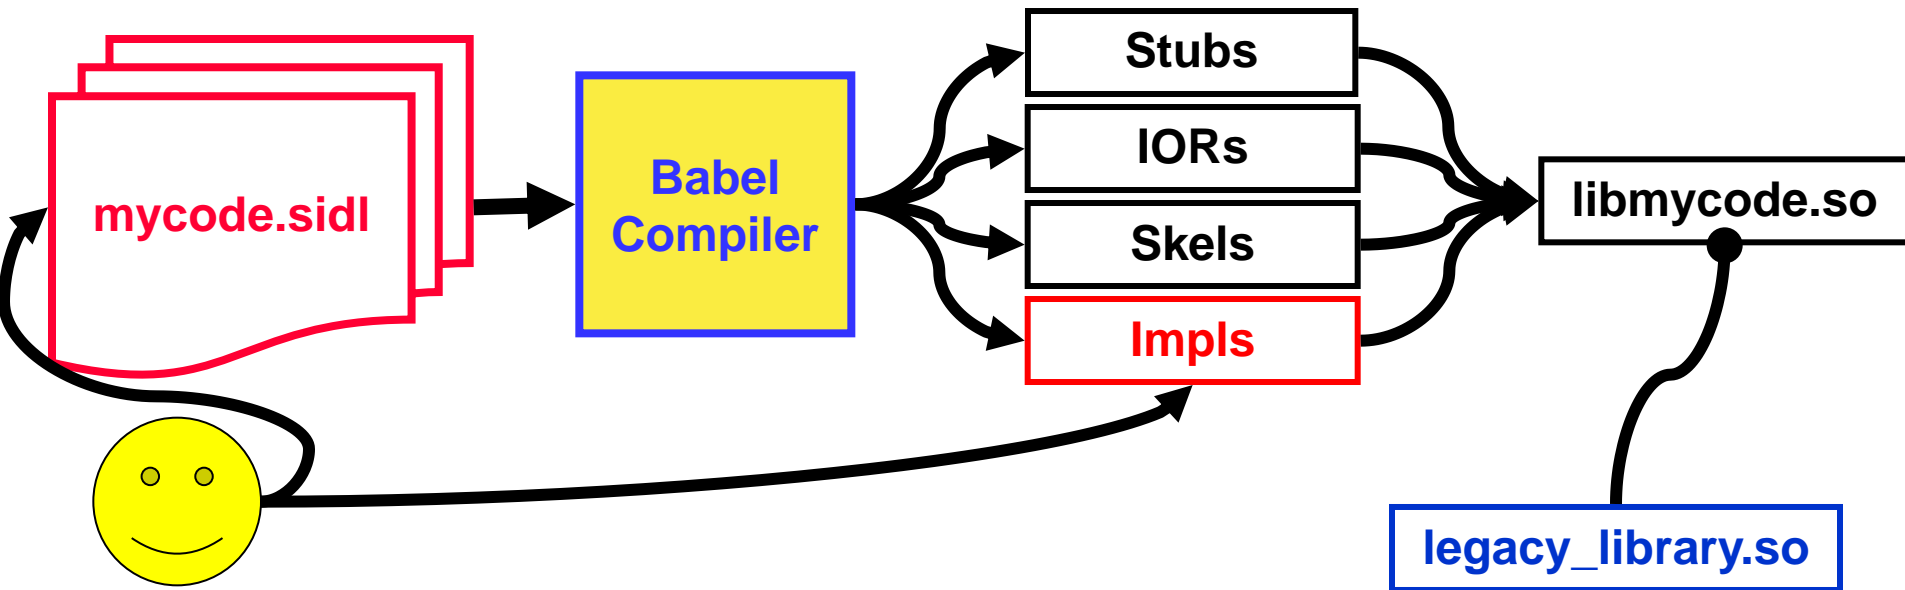 mycode.sidl
Babel
Compiler
Stubs
IORs
Skels
Impls
libmycode.so
legacy_library.so